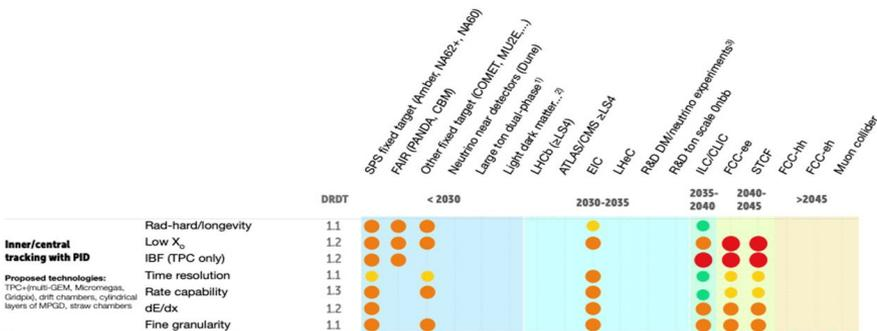 SPS fixed target (Amber, NA62+, NA60)
FAIR (PANDA, CBM)
Other fixed target (COMET, MU2E,...)
Neutrino near detectors (Dune)
Large ton dual-phase 1)
Light dark matter... 2)
LHCb (≥LS4)
ATLAS/CMS ≥LS4
EIC
LHeC
R&D DM/neutrino experiments 3)
R&D ton scale 0nbb
ILC/CLIC
FCC-ee
STCF
FCC-hh
FCC-eh
Muon collider
DRDT
< 2030
2030-2035
2035-
2040
2040-
2045
>2045
Inner/central
tracking with PID
Proposed technologies:
TPC+(multi-GEM, Micromegas,
Gridpix), drift chambers, cylindrical
layers of MPGD, straw chambers
Rad-hard/longevity 1.1
Low Xo 1.2
IBF (TPC only) 1.2
Time resolution 1.1
Rate capability 1.3
dE/dx 1.2
Fine granularity 1.1